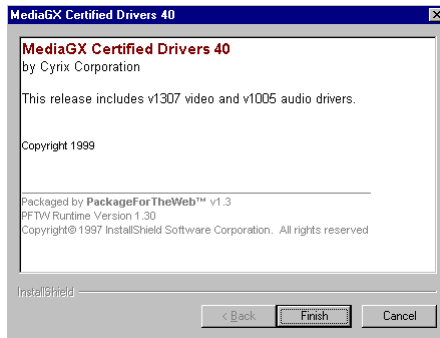 MediaGX Certified Drivers 40
MediaGX Certified Drivers 40
by Cyrix Corporation
This release includes v1307 video and v1005 audio drivers.
Copyright 1999
Packaged by PackageForTheWeb™ v1.3
PFTW Runtime Version 1.30
Copyright© 1997 InstallShield Software Corporation. All rights reserved
InstallShield
< Back Finish Cancel